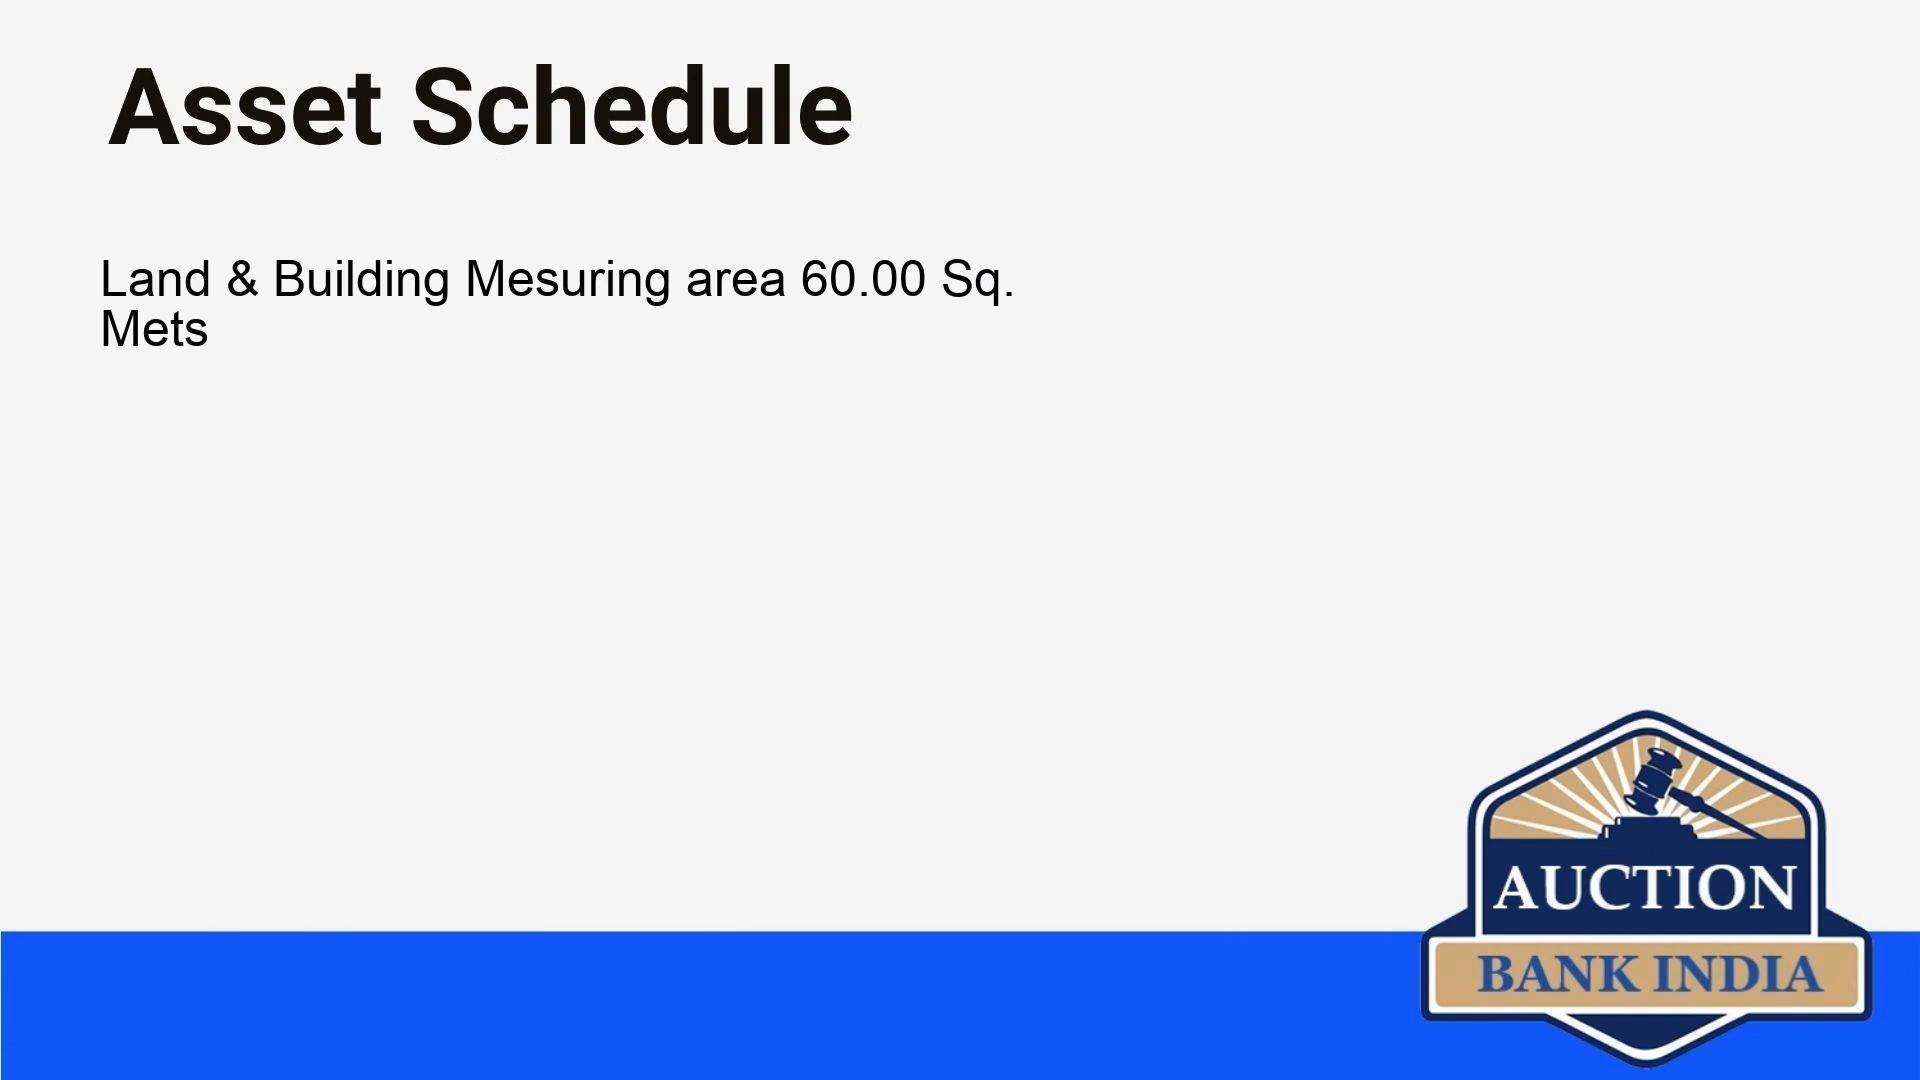 Asset Schedule
Land & Building Mesuring area 60.00 Sq.
Mets
AUCTION
BANK INDIA